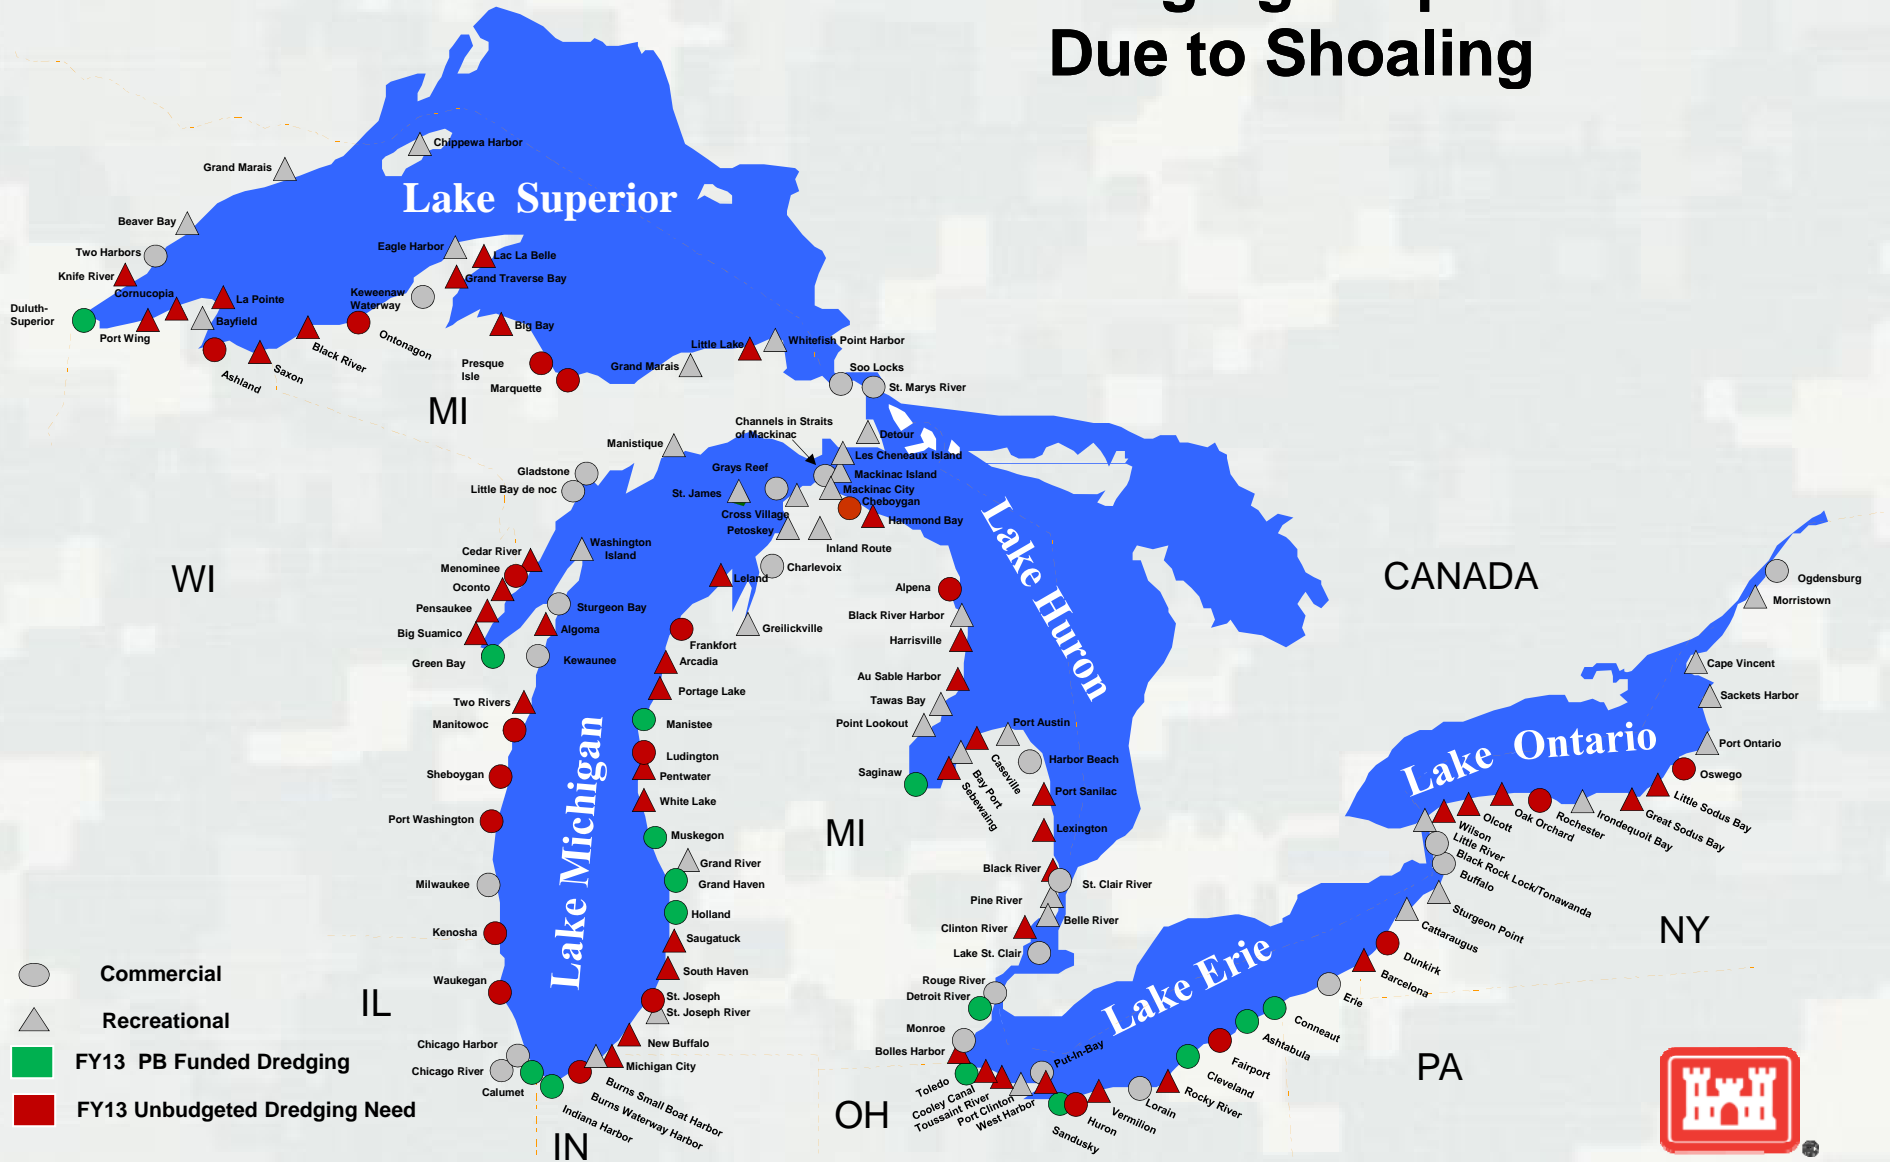 Due to Shoaling
Chippewa Harbor
Grand Marais
Lake Superior
Beaver Bay
Two Harbors
Eagle Harbor
Lac La Belle
Knife River
Grand Traverse Bay
Cornucopia
La Pointe
Keweenaw
Waterway
Duluth-
Superior
Bayfield
Port Wing
Big Bay
Ontonagon
Black River
Saxon
Ashland
Presque
Isle
Marquette
Little Lake
Whitefish Point Harbor
Grand Marais
Soo Locks
St. Marys River
MI
Channels in Straits
of Mackinac
Detour
Manistique
Les Cheneaux Island
Gladstone
Grays Reef
Mackinac Island
Little Bay de noc
St. James
Mackinac City
Cheboygan
Cross Village
Hammond Bay
Petoskey
Inland Route
Washington
Island
Cedar River
Menominee
Charlevoix
Leland
Oconto
Pensaukee
Sturgeon Bay
Big Suamico
Algoma
Greilickville
Green Bay
Kewaunee
Frankfort
Arcadia
Portage Lake
Two Rivers
Manitowoc
Manistee
Ludington
Sheboygan
Pentwater
White Lake
Port Washington
Muskegon
Grand River
Milwaukee
Grand Haven
Holland
Kenosha
Saugatuck
South Haven
Waukegan
St. Joseph
St. Joseph River
Chicago Harbor
New Buffalo
Chicago River
Michigan City
Calumet
Burns Small Boat Harbor
Burns Waterway Harbor
Indiana Harbor
Lake Michigan
WI
IL
IN
Lake Huron
Alpena
Black River Harbor
Harrisville
Au Sable Harbor
Tawas Bay
Point Lookout
Port Austin
Saginaw
Caseville
Bay Port
Sebewaing
Harbor Beach
Port Sanilac
MI
Lexington
Black River
St. Clair River
Pine River
Belle River
Clinton River
Lake St. Clair
Rouge River
Detroit River
Monroe
Bolles Harbor
Toledo
Cooley Canal
Toussaint River
Port Clinton
West Harbor
Put-In-Bay
Sandusky
Huron
Vermilion
Lorain
Rocky River
Cleveland
Fairport
Ashtabula
Conneaut
Erie
Barcelona
Dunkirk
Cattaraugus
Sturgeon Point
Buffalo
Black Rock Lock/Tonawanda
Little River
Wilson
Olcott
Oak Orchard
Rochester
Irondequoit Bay
Great Sodus Bay
Little Sodus Bay
Oswego
Port Ontario
Sackets Harbor
Cape Vincent
Morristown
Ogdensburg
Lake Erie
Lake Ontario
CANADA
NY
PA
OH
Commercial
Recreational
FY13 PB Funded Dredging
FY13 Unbudgeted Dredging Need